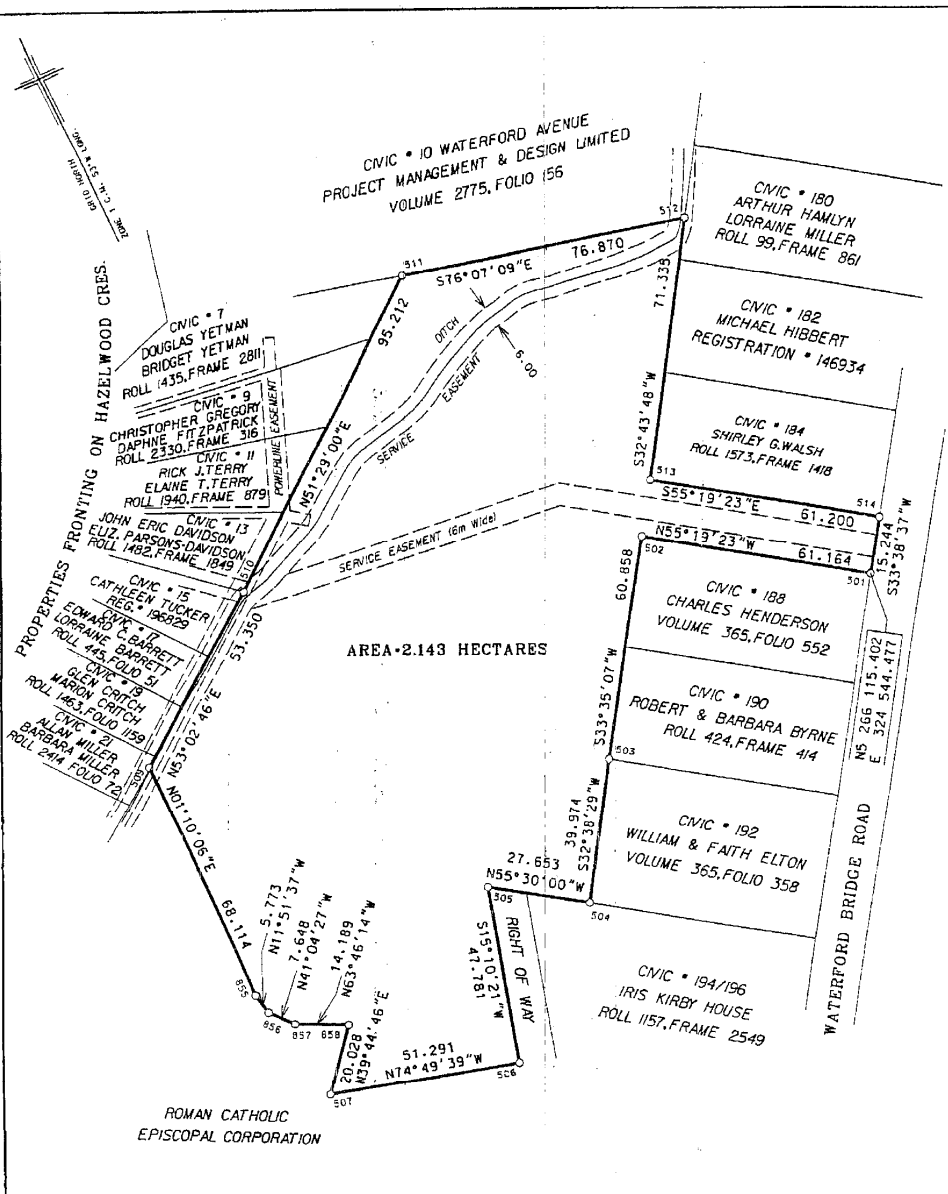 GRID NORTH
ZONE 1 C.M. 53°W LONG.
CIVIC • 10 WATERFORD AVENUE
PROJECT MANAGEMENT & DESIGN LIMITED
VOLUME 2775, FOLIO 156
CIVIC • 180
ARTHUR HAMLYN
LORRAINE MILLER
ROLL 99, FRAME 861
512
511
S76°07'09"E
76.870
71.335
S32°43'48"W
95.212
N51°29'00"E
DITCH
SERVICE
EASEMENT
6.00
CIVIC • 182
MICHAEL HIBBERT
REGISTRATION • 146934
CIVIC • 184
SHIRLEY G.WALSH
ROLL 1573, FRAME 1418
PROPERTIES FRONTING ON HAZELWOOD CRES.
CIVIC • 7
DOUGLAS YETMAN
BRIDGET YETMAN
ROLL 1435, FRAME 2811
CIVIC • 9
CHRISTOPHER GREGORY
DAPHNE FITZPATRICK
ROLL 2330, FRAME 316
POWERLINE EASEMENT
CIVIC • 11
RICK J.TERRY
ELAINE T.TERRY
ROLL 1940, FRAME 879
CIVIC • 13
JOHN ERIC DAVIDSON
ELIZ. PARSONS-DAVIDSON
ROLL 1482, FRAME 1849
CIVIC • 15
CATHLEEN TUCKER
REG. • 196829
CIVIC • 17
EDWARD C.BARRETT
LORRAINE BARRETT
ROLL 445, FOLIO 51
CIVIC • 19
GLEN CRITCH
MARION CRITCH
ROLL 1463, FOLIO 1159
CIVIC • 21
ALLAN MILLER
BARBARA MILLER
ROLL 2414 FOLIO 72
510
53.350
N53°02'46"E
509
SERVICE EASEMENT (6m Wide)
513
S55°19'23"E
61.200
514
15.244
S33°38'37"W
502
N55°19'23"W
61.164
501
N5 266 115.402
E 324 544.477
60.858
S33°35'07"W
AREA•2.143 HECTARES
CIVIC • 188
CHARLES HENDERSON
VOLUME 365, FOLIO 552
CIVIC • 190
ROBERT & BARBARA BYRNE
ROLL 424, FRAME 414
503
39.974
S32°38'29"W
CIVIC • 192
WILLIAM & FAITH ELTON
VOLUME 365, FOLIO 358
WATERFORD BRIDGE ROAD
27.653
N55°30'00"W
505
504
RIGHT OF WAY
S15°10'21"W
47.781
CIVIC • 194/196
IRIS KIRBY HOUSE
ROLL 1157, FRAME 2549
N01°10'06"E
68.114
5.773
N11°51'37"W
7.648
N41°04'27"W
14.189
N63°46'14"W
855
856
857
858
20.028
N39°44'46"E
51.291
N74°49'39"W
506
507
ROMAN CATHOLIC
EPISCOPAL CORPORATION